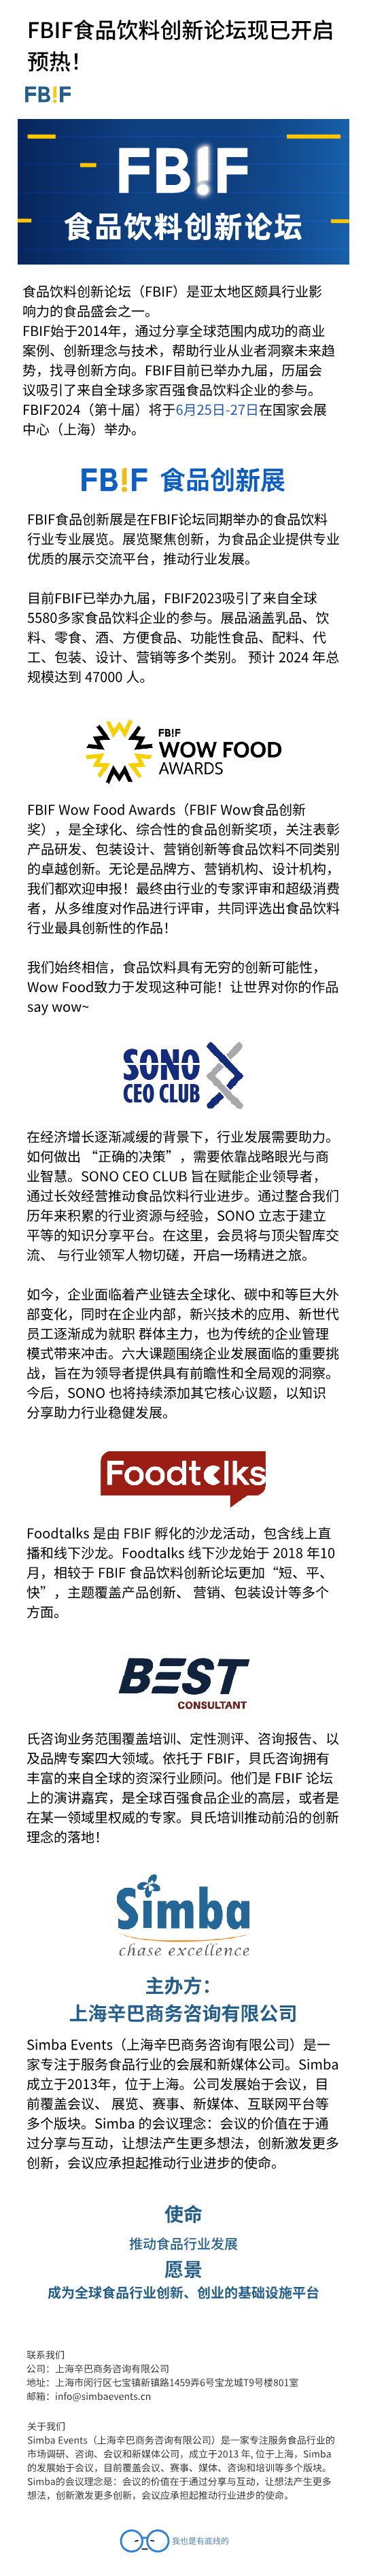 FBIF食品饮料创新论坛现已开启
预热！
FB!F
FB!F
食品饮料创新论坛
食品饮料创新论坛（FBIF）是亚太地区颇具行业影
响力的食品盛会之一。
FBIF始于2014年，通过分享全球范围内成功的商业
案例、创新理念与技术，帮助行业从业者洞察未来趋
势，找寻创新方向。FBIF目前已举办九届，历届会
议吸引了来自全球多家百强食品饮料企业的参与。
FBIF2024（第十届）将于6月25日-27日在国家会展
中心（上海）举办。
FB!F 食品创新展
FBIF食品创新展是在FBIF论坛同期举办的食品饮料
行业专业展览。展览聚焦创新，为食品企业提供专业
优质的展示交流平台，推动行业发展。
目前FBIF已举办九届，FBIF2023吸引了来自全球
5580多家食品饮料企业的参与。展品涵盖乳品、饮
料、零食、酒、方便食品、功能性食品、配料、代
工、包装、设计、营销等多个类别。 预计 2024 年总
规模达到 47000 人。
FB!F
WOW FOOD
AWARDS
FBIF Wow Food Awards（FBIF Wow食品创新
奖），是全球化、综合性的食品创新奖项，关注表彰
产品研发、包装设计、营销创新等食品饮料不同类别
的卓越创新。无论是品牌方、营销机构、设计机构，
我们都欢迎申报！最终由行业的专家评审和超级消费
者，从多维度对作品进行评审，共同评选出食品饮料
行业最具创新性的作品！
我们始终相信，食品饮料具有无穷的创新可能性，
Wow Food致力于发现这种可能！让世界对你的作品
say wow~
SONO
CEO CLUB
在经济增长逐渐减缓的背景下，行业发展需要助力。
如何做出 “正确的决策” ，需要依靠战略眼光与商
业智慧。SONO CEO CLUB 旨在赋能企业领导者，
通过长效经营推动食品饮料行业进步。通过整合我们
历年来积累的行业资源与经验，SONO 立志于建立
平等的知识分享平台。在这里，会员将与顶尖智库交
流、 与行业领军人物切磋，开启一场精进之旅。
如今，企业面临着产业链去全球化、碳中和等巨大外
部变化，同时在企业内部，新兴技术的应用、新世代
员工逐渐成为就职 群体主力，也为传统的企业管理
模式带来冲击。六大课题围绕企业发展面临的重要挑
战，旨在为领导者提供具有前瞻性和全局观的洞察。
今后，SONO 也将持续添加其它核心议题，以知识
分享助力行业稳健发展。
Foodtalks
Foodtalks 是由 FBIF 孵化的沙龙活动，包含线上直
播和线下沙龙。Foodtalks 线下沙龙始于 2018 年10
月，相较于 FBIF 食品饮料创新论坛更加“短、平、
快” ，主题覆盖产品创新、 营销、包装设计等多个
方面。
BEST
CONSULTANT
氏咨询业务范围覆盖培训、定性测评、咨询报告、以
及品牌专案四大领域。依托于 FBIF，貝氏咨询拥有
丰富的来自全球的资深行业顾问。他们是 FBIF 论坛
上的演讲嘉宾，是全球百强食品企业的高层，或者是
在某一领域里权威的专家。貝氏培训推动前沿的创新
理念的落地！
Simba
chase excellence
主办方：
上海辛巴商务咨询有限公司
Simba Events（上海辛巴商务咨询有限公司）是一
家专注于服务食品行业的会展和新媒体公司。Simba
成立于2013年，位于上海。公司发展始于会议，目
前覆盖会议、 展览、赛事、新媒体、互联网平台等
多个版块。Simba 的会议理念：会议的价值在于通
过分享与互动，让想法产生更多想法，创新激发更多
创新，会议应承担起推动行业进步的使命。
使命
推动食品行业发展
愿景
成为全球食品行业创新、创业的基础设施平台
联系我们
公司：上海辛巴商务咨询有限公司
地址：上海市闵行区七宝镇新镇路1459弄6号宝龙城T9号楼801室
邮箱：info@simbaevents.cn
关于我们
Simba Events（上海辛巴商务咨询有限公司）是一家专注服务食品行业的
市场调研、咨询、会议和新媒体公司，成立于2013 年, 位于上海，Simba
的发展始于会议，目前覆盖会议、赛事、媒体、咨询和培训等多个版块。
Simba的会议理念是：会议的价值在于通过分享与互动，让想法产生更多
想法，创新激发更多创新，会议应承担起推动行业进步的使命。
我也是有底线的